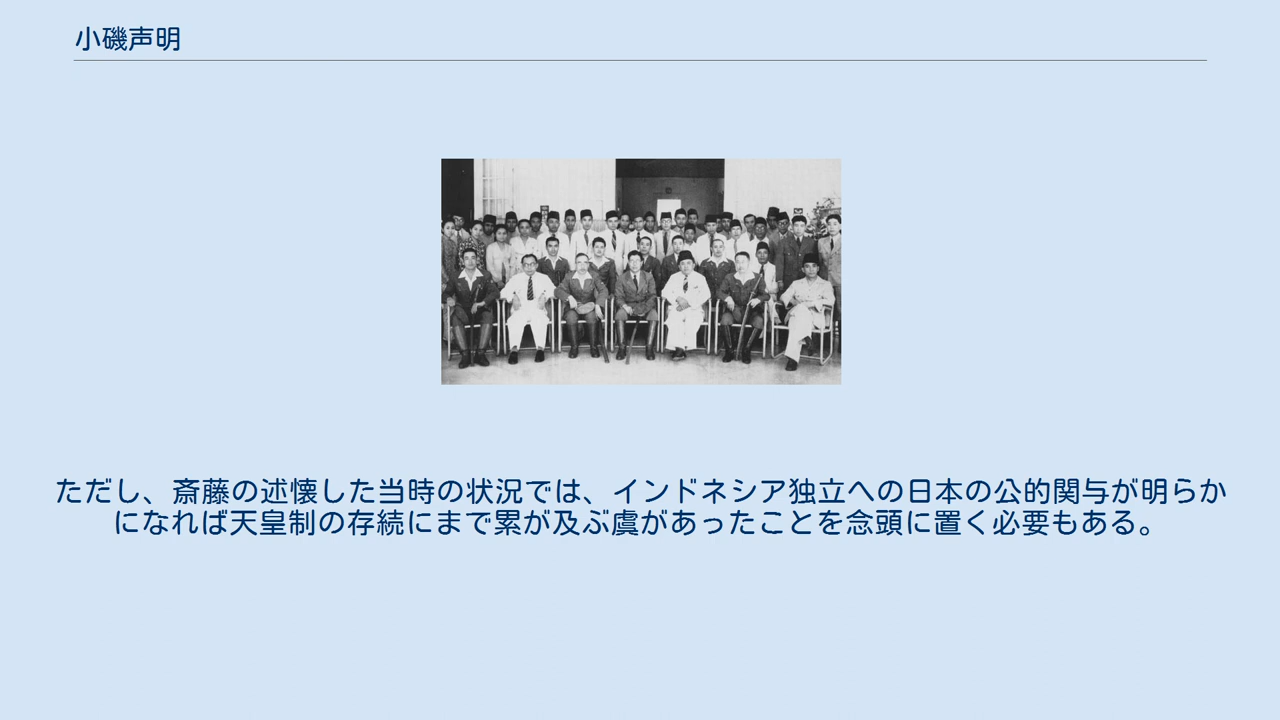 小磯声明
ただし、斎藤の述懐した当時の状況では、インドネシア独立への日本の公的関与が明らか
になれば天皇制の存続にまで累が及ぶ虞があったことを念頭に置く必要もある。